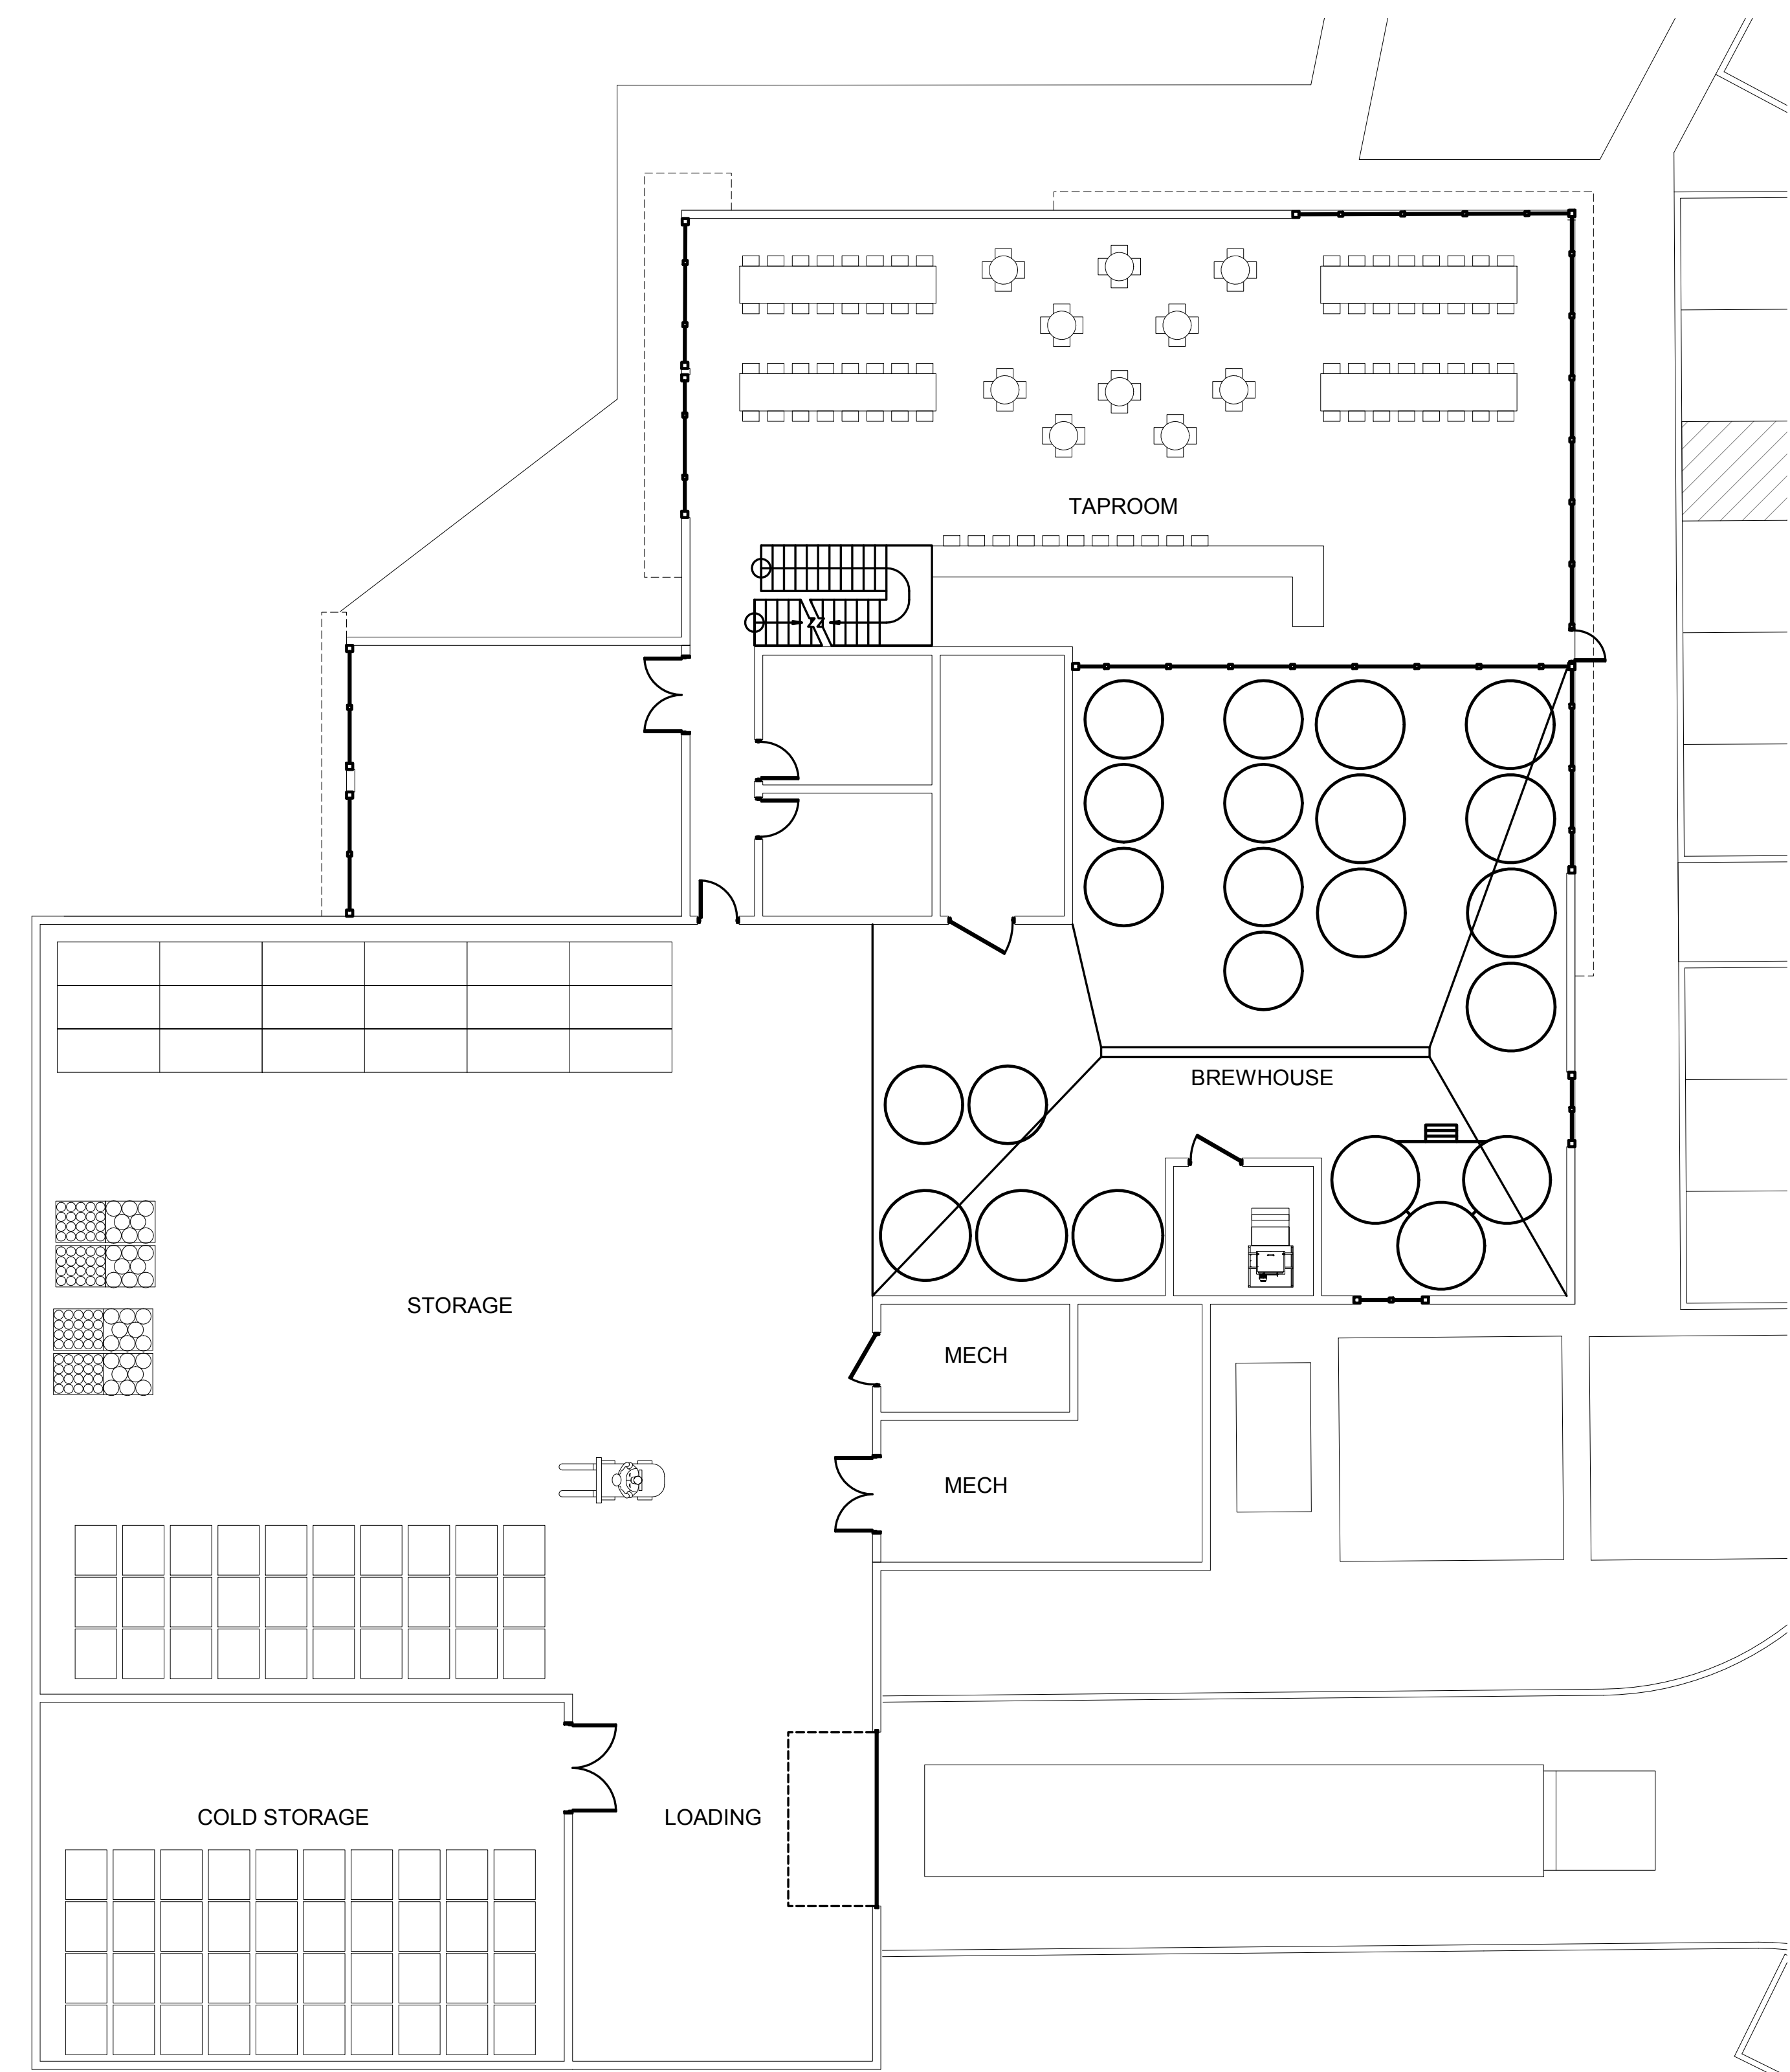 TAPROOM
BREWHOUSE
STORAGE
MECH
MECH
COLD STORAGE
LOADING